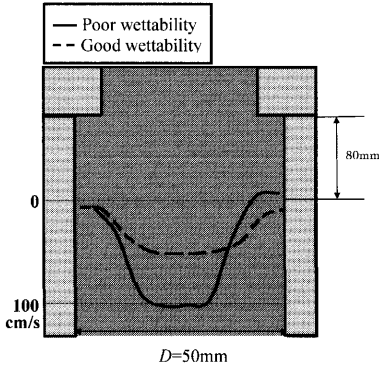 Poor wettability
Good wettability
80mm
0
100
cm/s
D=50mm